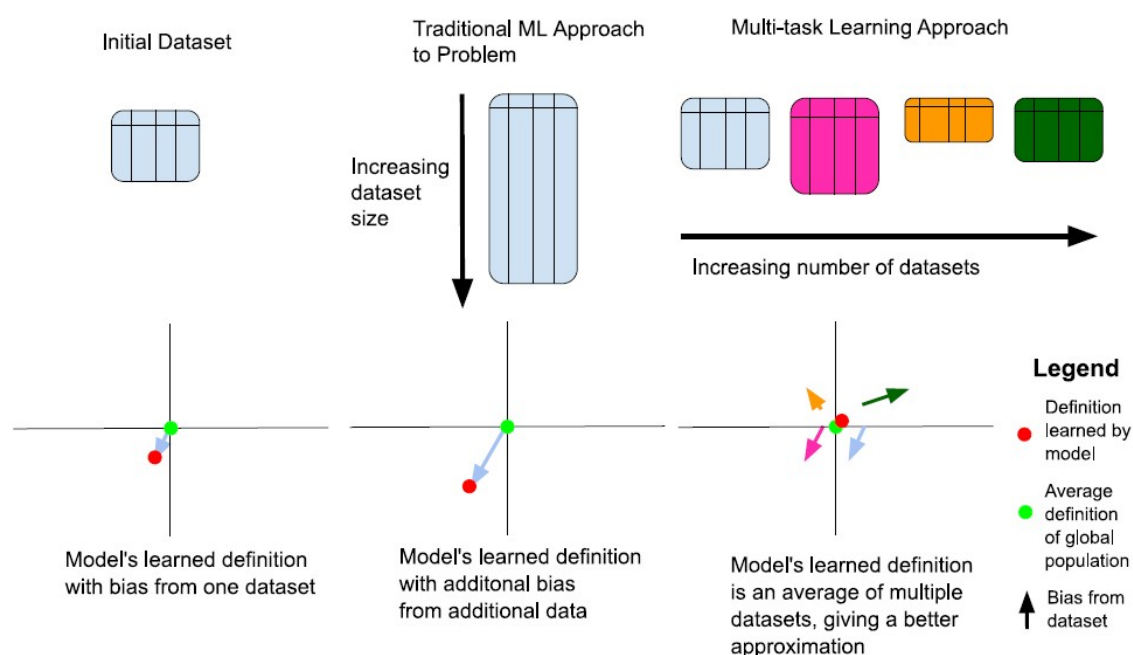 Initial Dataset
Traditional ML Approach
to Problem
Multi-task Learning Approach
Increasing
dataset
size
Increasing number of datasets
Model's learned definition
with bias from one dataset
Model's learned definition
with additonal bias
from additional data
Model's learned definition
is an average of multiple
datasets, giving a better
approximation
Legend
Definition
learned by
model
Average
definition
of global
population
Bias from
dataset